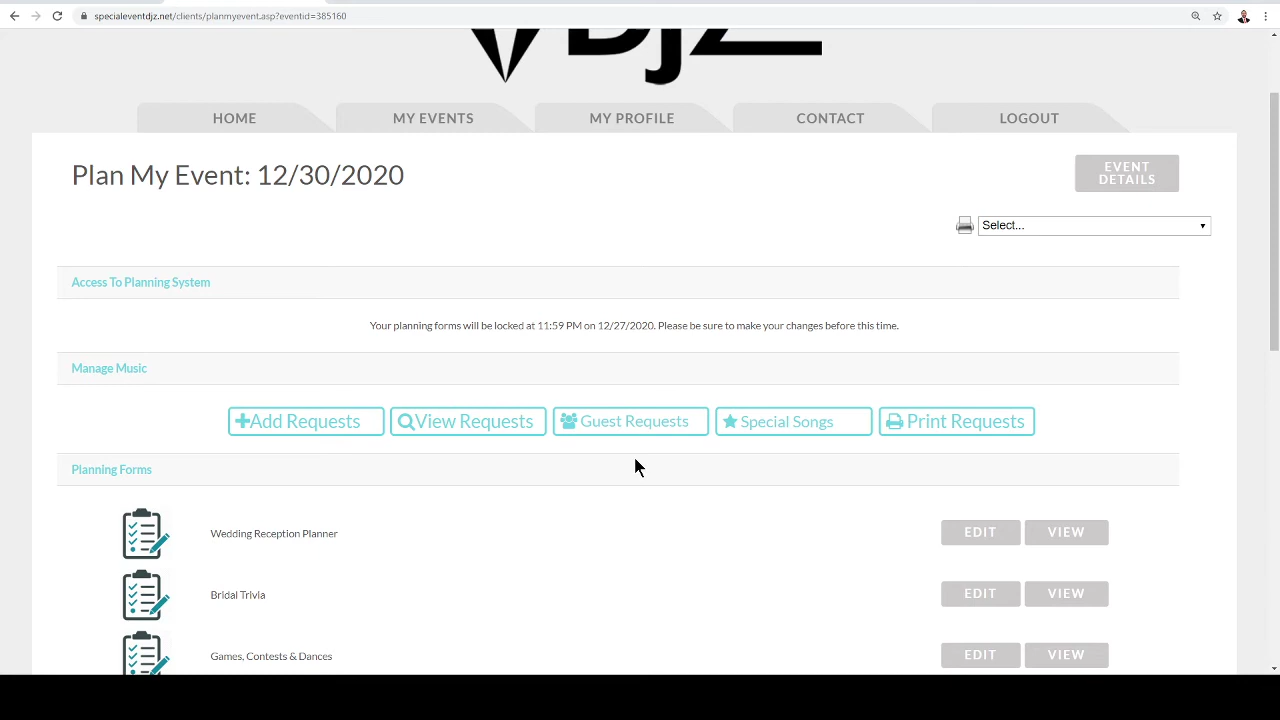 specialeventdjz.net/clients/planmyevent.asp?eventid=385160
DJZ
HOME MY EVENTS MY PROFILE CONTACT LOGOUT
Plan My Event: 12/30/2020
EVENT
DETAILS
Select...
Access To Planning System
Your planning forms will be locked at 11:59 PM on 12/27/2020. Please be sure to make your changes before this time.
Manage Music
Add Requests View Requests Guest Requests Special Songs Print Requests
Planning Forms
Wedding Reception Planner EDIT VIEW
Bridal Trivia EDIT VIEW
Games, Contests & Dances EDIT VIEW